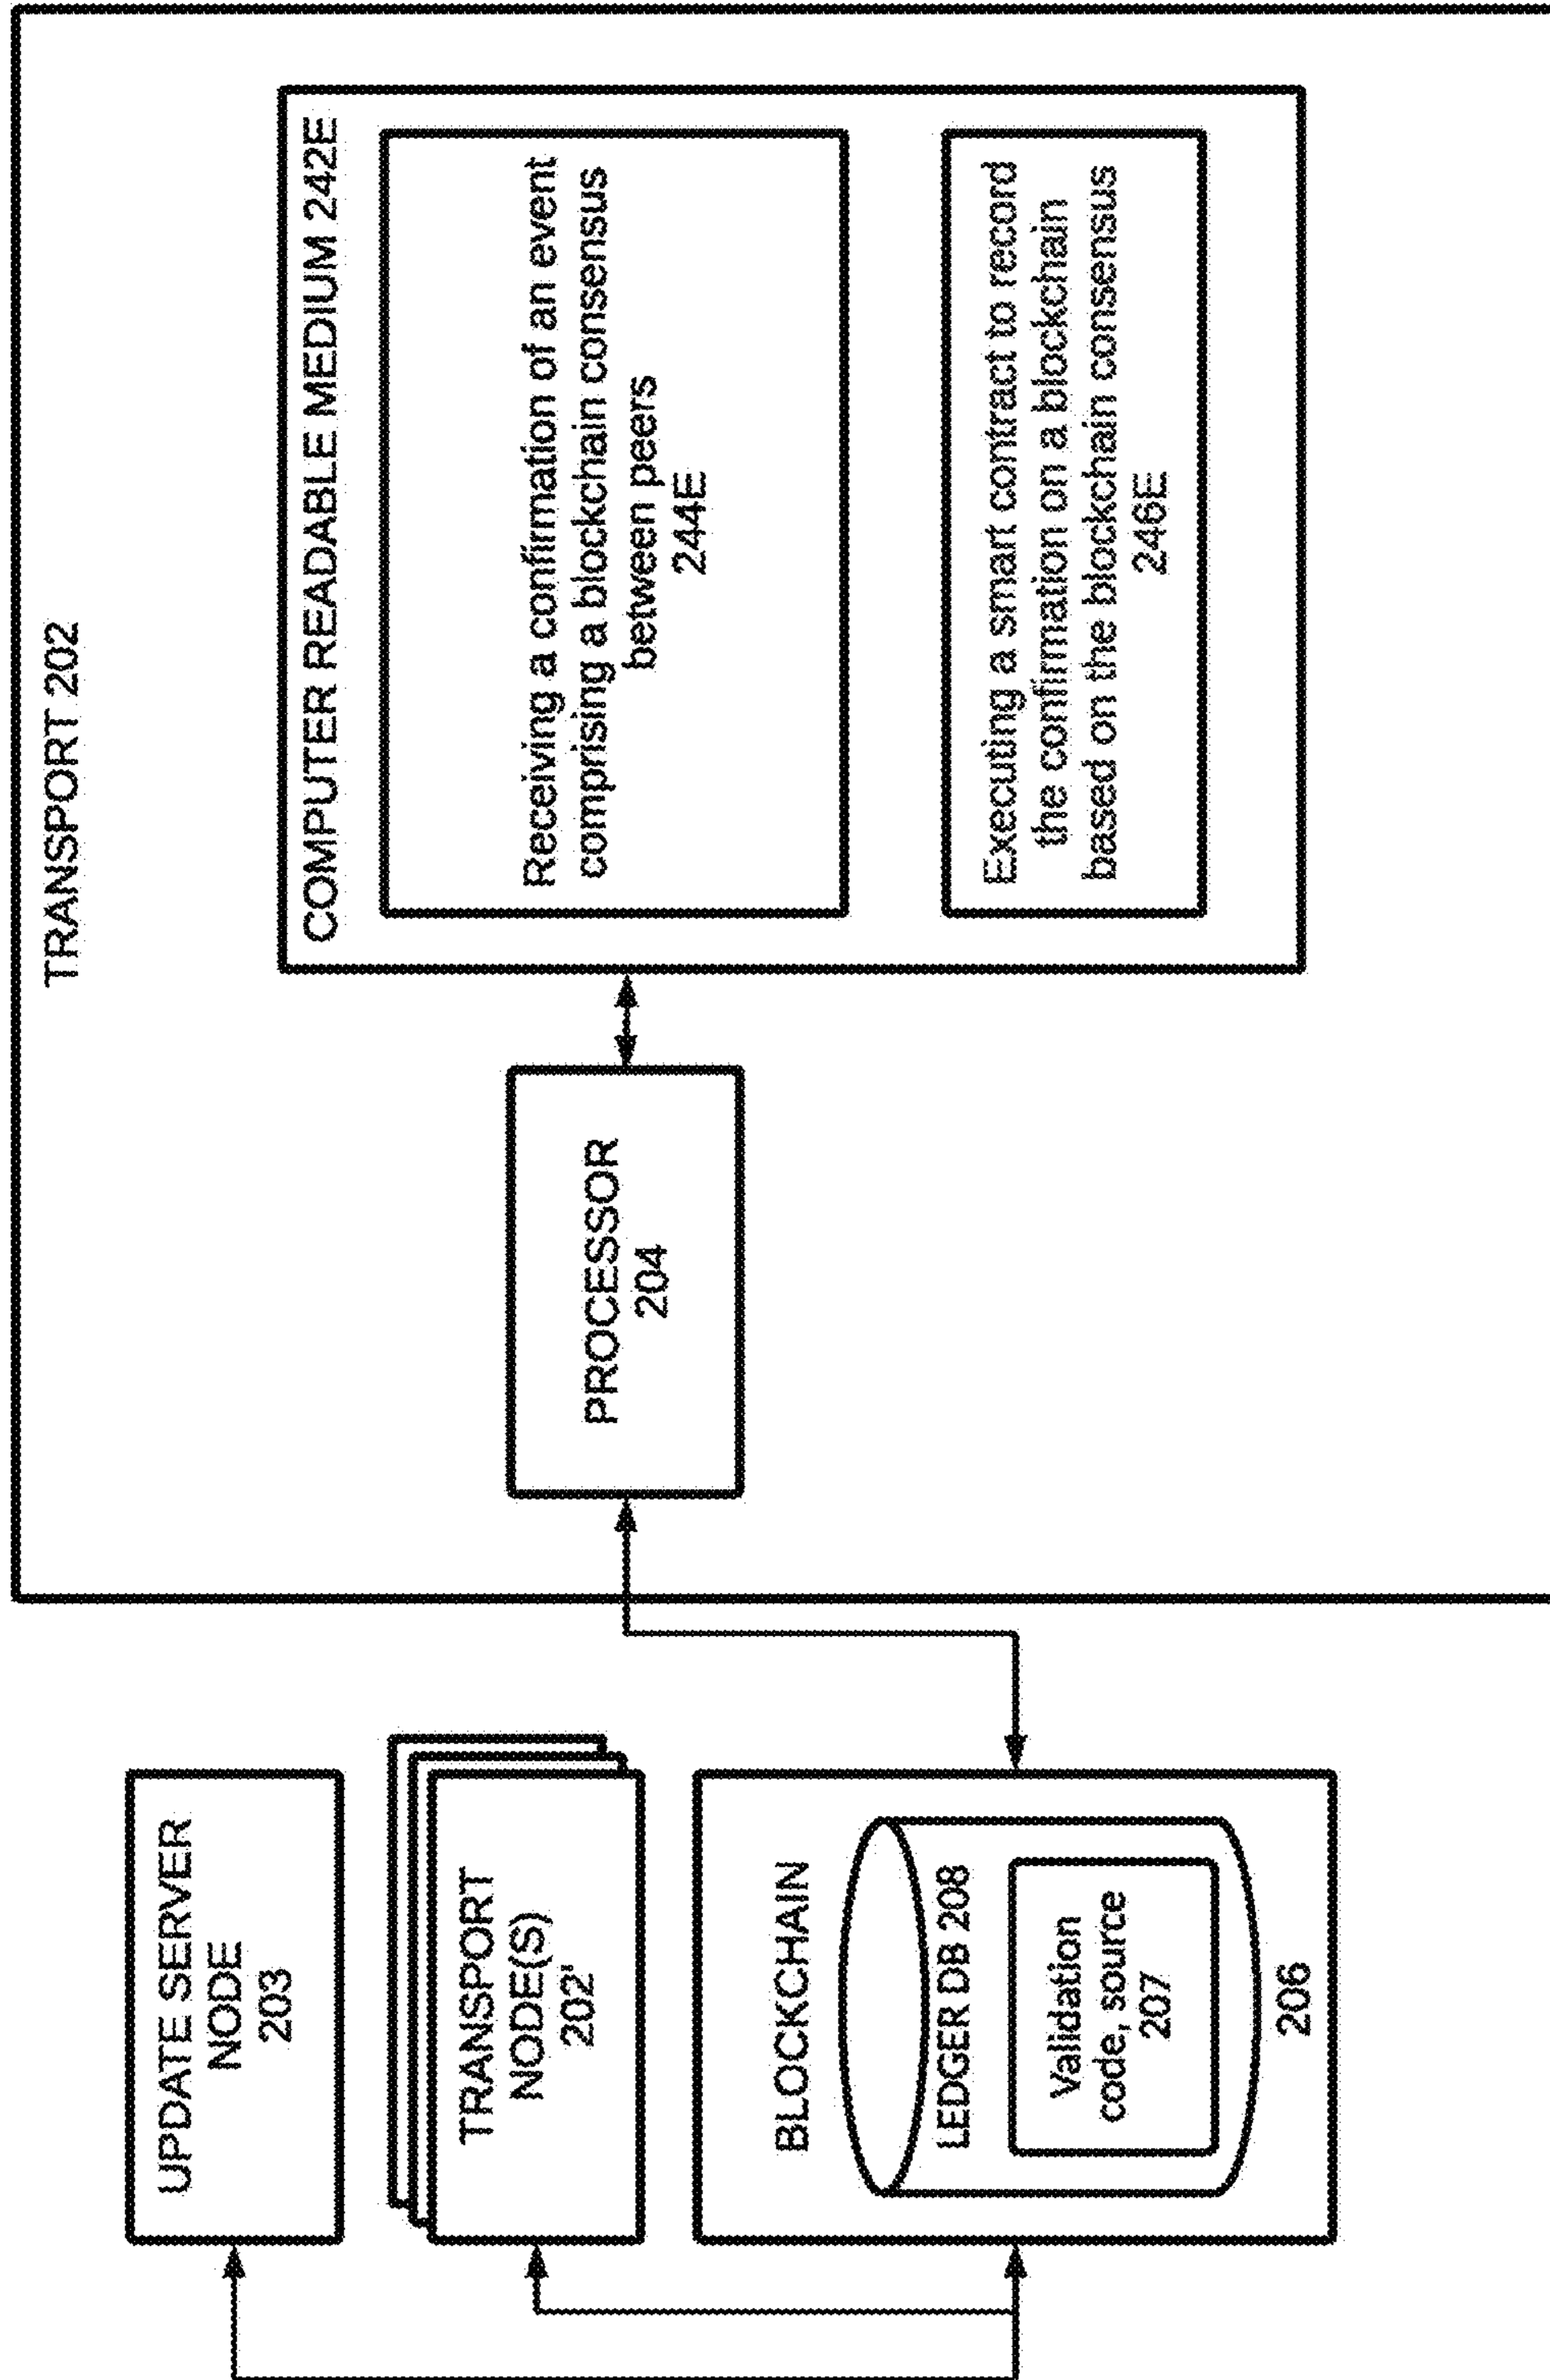 UPDATE SERVER
NODE
203
TRANSPORT
NODE(S)
202'
BLOCKCHAIN
LEDGER DB 208
Validation
code, source
207
206
TRANSPORT 202
PROCESSOR
204
COMPUTER READABLE MEDIUM 242E
Receiving a confirmation of an event
comprising a blockchain consensus
between peers
244E
Executing a smart contract to record
the confirmation on a blockchain
based on the blockchain consensus
246E